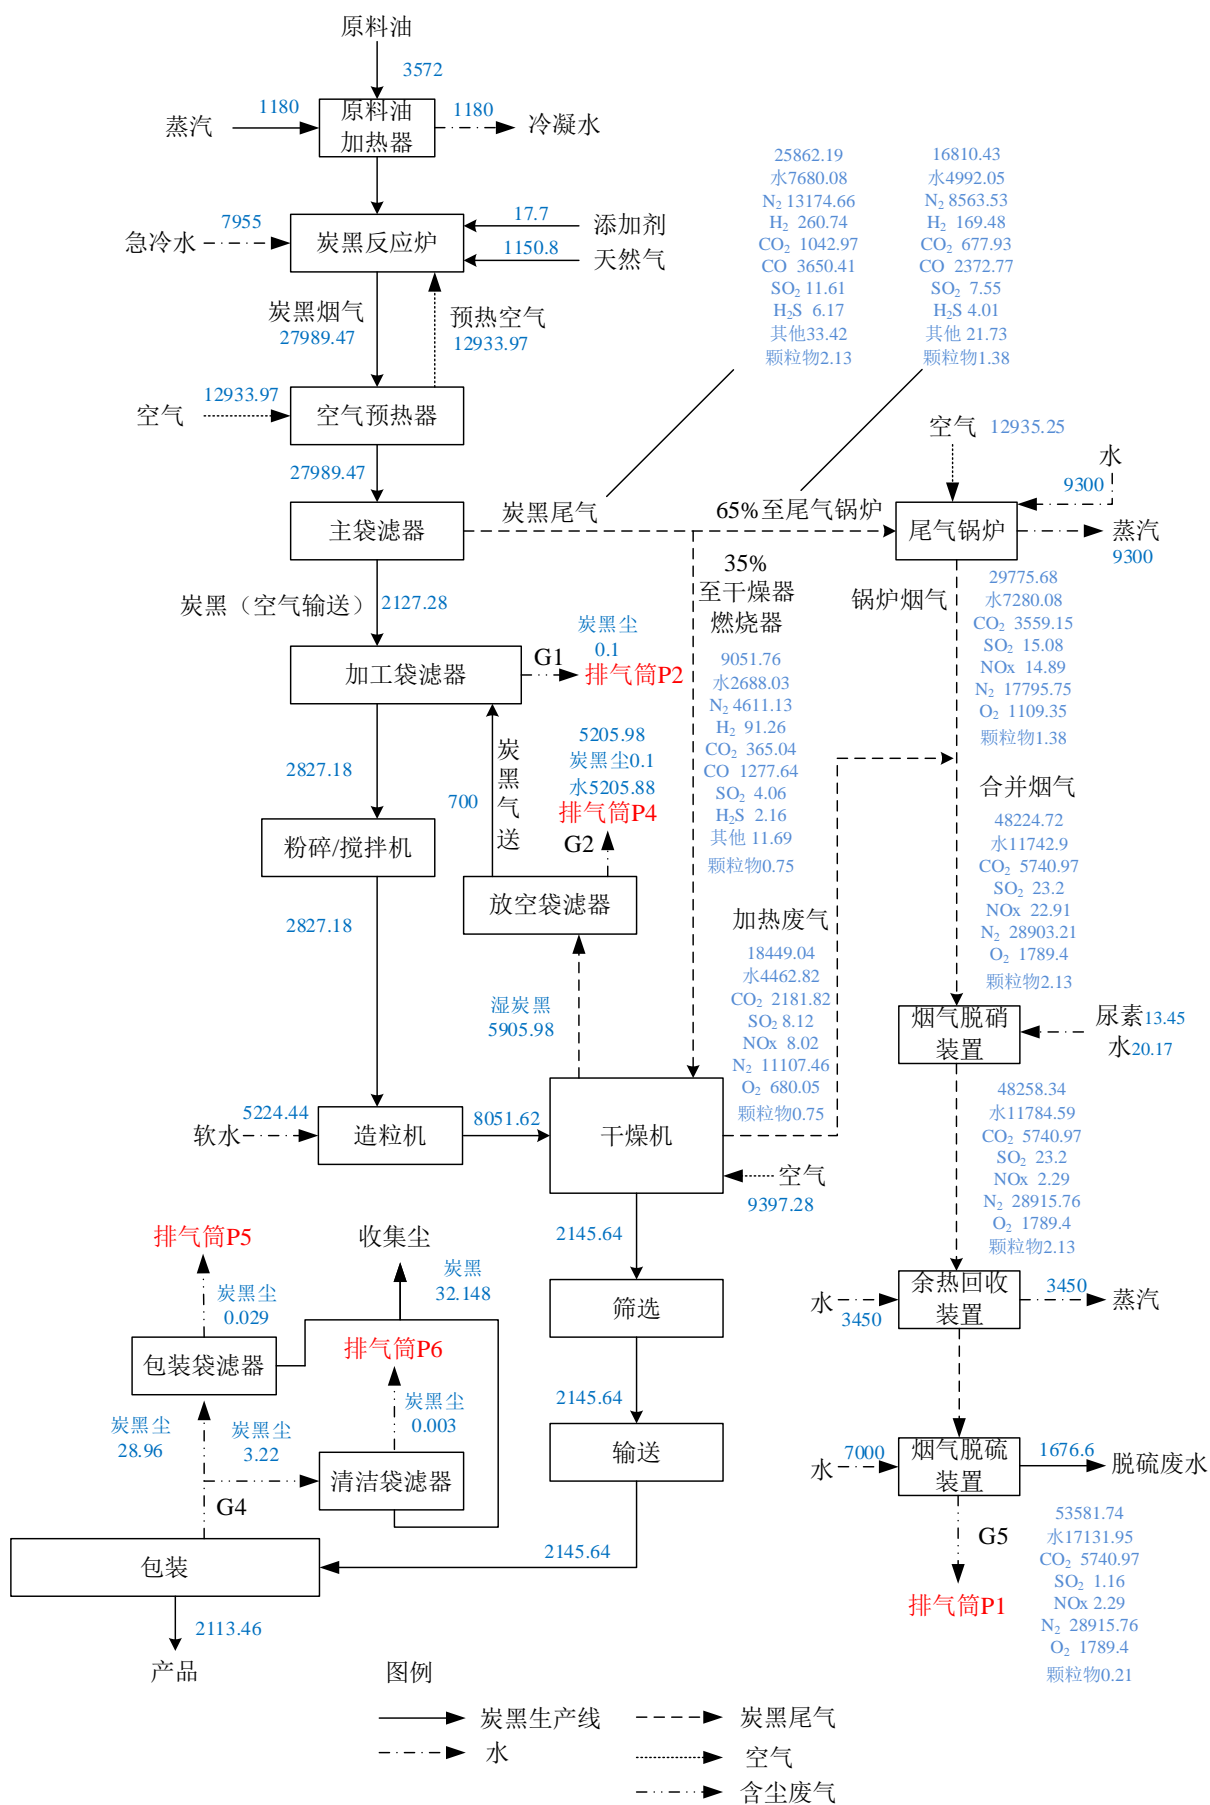 原料油
3572
蒸汽
1180
原料油
加热器
1180
冷凝水
急冷水
7955
炭黑反应炉
17.7
添加剂
1150.8
天然气
炭黑烟气
27989.47
预热空气
12933.97
空气
12933.97
空气预热器
27989.47
25862.19
水7680.08
N₂ 13174.66
H₂ 260.74
CO₂ 1042.97
CO 3650.41
SO₂ 11.61
H₂S 6.17
其他33.42
颗粒物2.13
16810.43
水4992.05
N₂ 8563.53
H₂ 169.48
CO₂ 677.93
CO 2372.77
SO₂ 7.55
H₂S 4.01
其他 21.73
颗粒物1.38
主袋滤器
炭黑尾气
65%至尾气锅炉
空气 12935.25
水
9300
尾气锅炉
蒸汽
9300
35%
至干燥器
燃烧器
炭黑（空气输送）
2127.28
加工袋滤器
G1
炭黑尘
0.1
排气筒P2
9051.76
水2688.03
N₂ 4611.13
H₂ 91.26
CO₂ 365.04
CO 1277.64
SO₂ 4.06
H₂S 2.16
其他 11.69
颗粒物0.75
锅炉烟气
29775.68
水7280.08
CO₂ 3559.15
SO₂ 15.08
NOx 14.89
N₂ 17795.75
O₂ 1109.35
颗粒物1.38
2827.18
700
炭黑气送
5205.98
炭黑尘0.1
水5205.88
排气筒P4
G2
粉碎/搅拌机
放空袋滤器
2827.18
湿炭黑
5905.98
加热废气
18449.04
水4462.82
CO₂ 2181.82
SO₂ 8.12
NOx 8.02
N₂ 11107.46
O₂ 680.05
颗粒物0.75
合并烟气
48224.72
水11742.9
CO₂ 5740.97
SO₂ 23.2
NOx 22.91
N₂ 28903.21
O₂ 1789.4
颗粒物2.13
烟气脱硝
装置
尿素13.45
水20.17
软水
5224.44
造粒机
8051.62
干燥机
空气
9397.28
48258.34
水11784.59
CO₂ 5740.97
SO₂ 23.2
NOx 2.29
N₂ 28915.76
O₂ 1789.4
颗粒物2.13
2145.64
筛选
2145.64
输送
2145.64
水
3450
余热回收
装置
3450
蒸汽
水
7000
烟气脱硫
装置
1676.6
脱硫废水
G5
排气筒P1
53581.74
水17131.95
CO₂ 5740.97
SO₂ 1.16
NOx 2.29
N₂ 28915.76
O₂ 1789.4
颗粒物0.21
排气筒P5
收集尘
炭黑
32.148
炭黑尘
0.029
包装袋滤器
排气筒P6
炭黑尘
28.96
炭黑尘
3.22
炭黑尘
0.003
清洁袋滤器
G4
包装
2113.46
产品
图例
炭黑生产线
水
炭黑尾气
空气
含尘废气